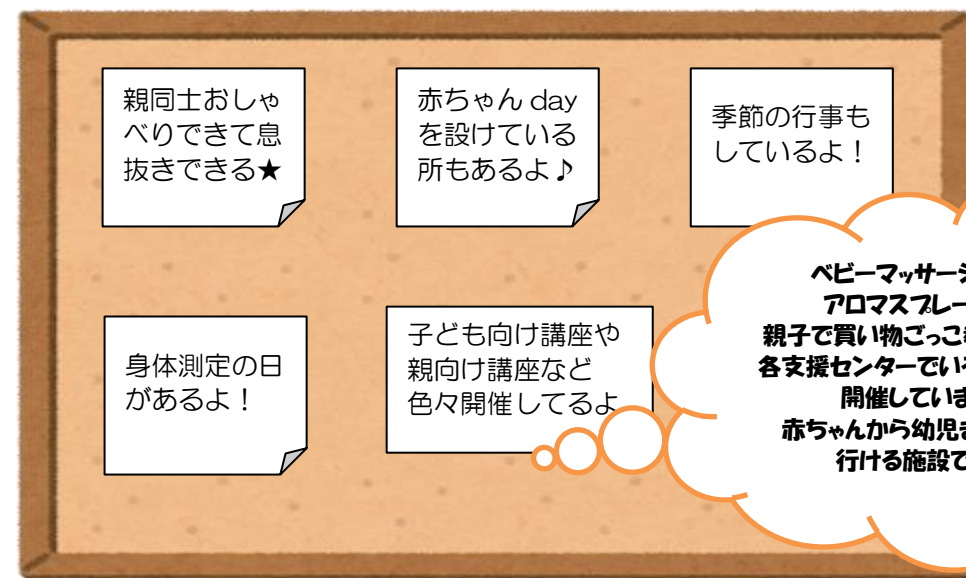 親同士おしゃ
べりできて息
抜きできる★
赤ちゃん day
を設けている
所もあるよ♪
季節の行事も
しているよ！
身体測定の日
があるよ！
子ども向け講座や
親向け講座など
色々開催してるよ
ベビーマッサー
アロマスプレー
親子で買い物ごっこ
各支援センターでいろ
開催していま
赤ちゃんから幼児ま
行ける施設で